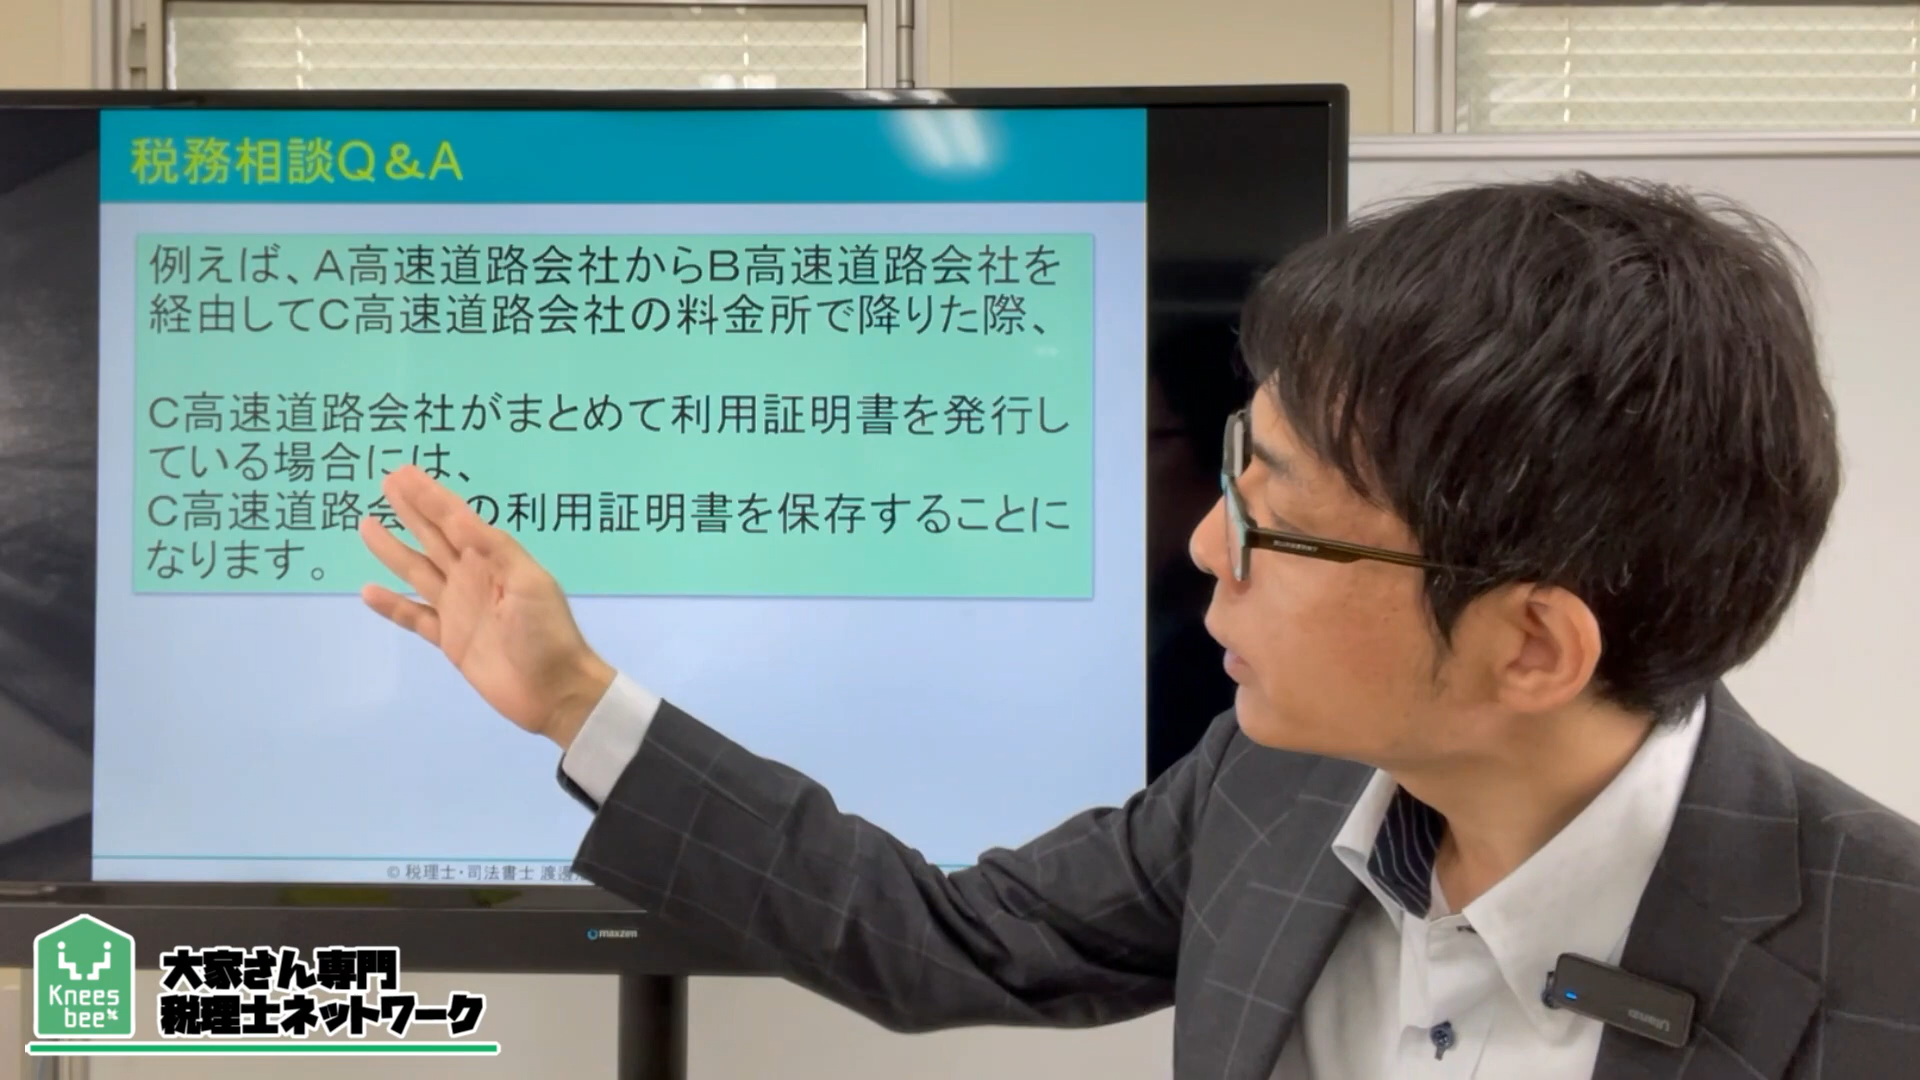 税務相談Q&A
例えば、A高速道路会社からB高速道路会社を
経由してC高速道路会社の料金所で降りた際、
C高速道路会社がまとめて利用証明書を発行し
ている場合には、
C高速道路会 の利用証明書を保存することに
なります。
© 税理士・司法書士 渡邊
maxzen
Knees
bee
大家さん専門
税理士ネットワーク
Ulanzi